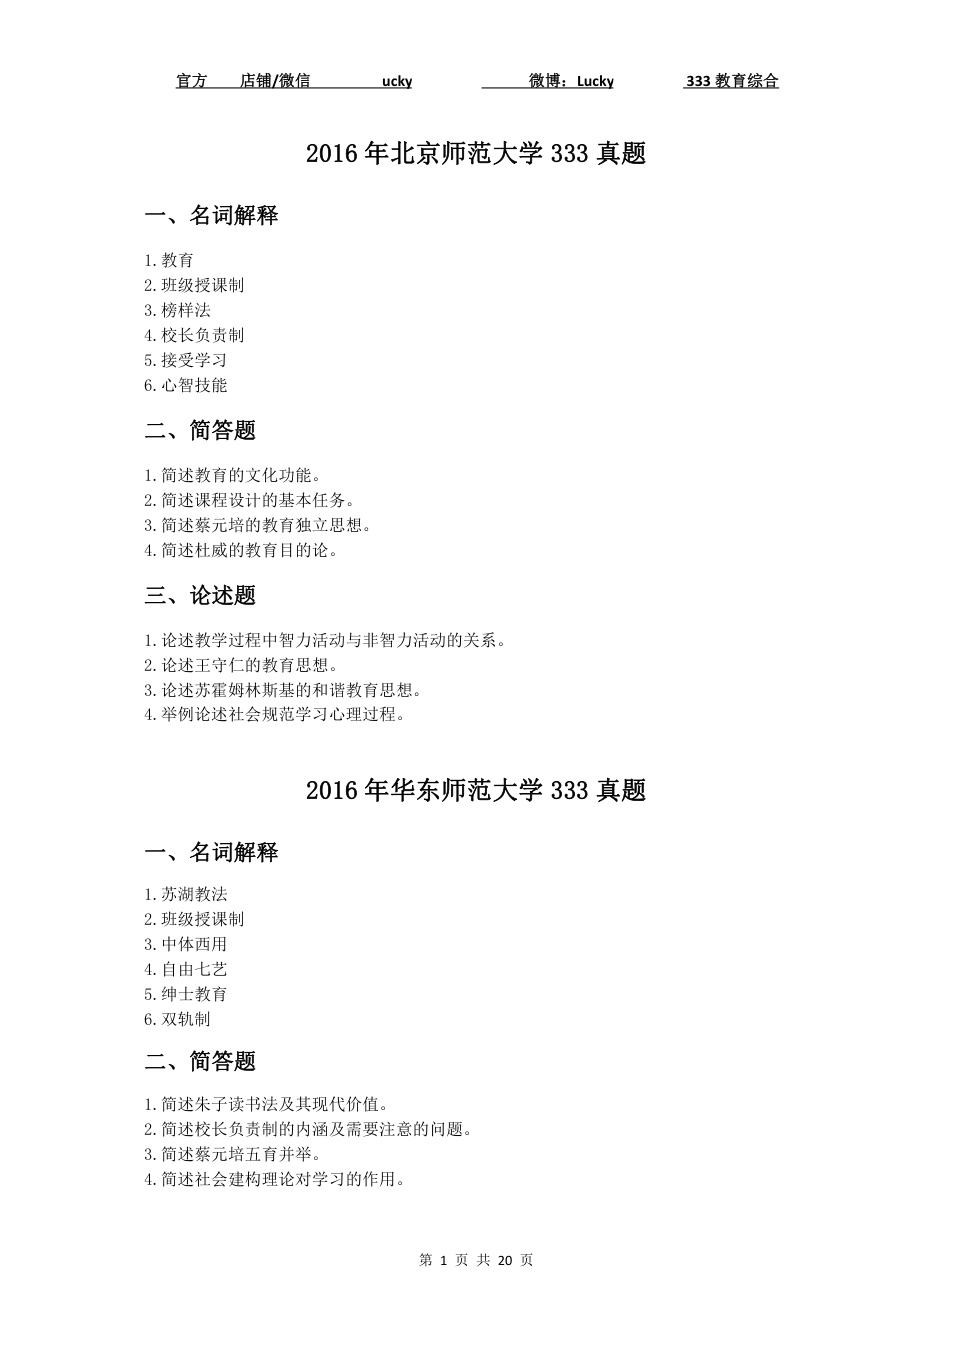 官方 店铺/微信 ucky 微博：Lucky 333 教育综合
2016 年北京师范大学 333 真题
一、名词解释
1.教育
2.班级授课制
3.榜样法
4.校长负责制
5.接受学习
6.心智技能
二、简答题
1.简述教育的文化功能。
2.简述课程设计的基本任务。
3.简述蔡元培的教育独立思想。
4.简述杜威的教育目的论。
三、论述题
1.论述教学过程中智力活动与非智力活动的关系。
2.论述王守仁的教育思想。
3.论述苏霍姆林斯基的和谐教育思想。
4.举例论述社会规范学习心理过程。
2016 年华东师范大学 333 真题
一、名词解释
1.苏湖教法
2.班级授课制
3.中体西用
4.自由七艺
5.绅士教育
6.双轨制
二、简答题
1.简述朱子读书法及其现代价值。
2.简述校长负责制的内涵及需要注意的问题。
3.简述蔡元培五育并举。
4.简述社会建构理论对学习的作用。
第 1 页 共 20 页